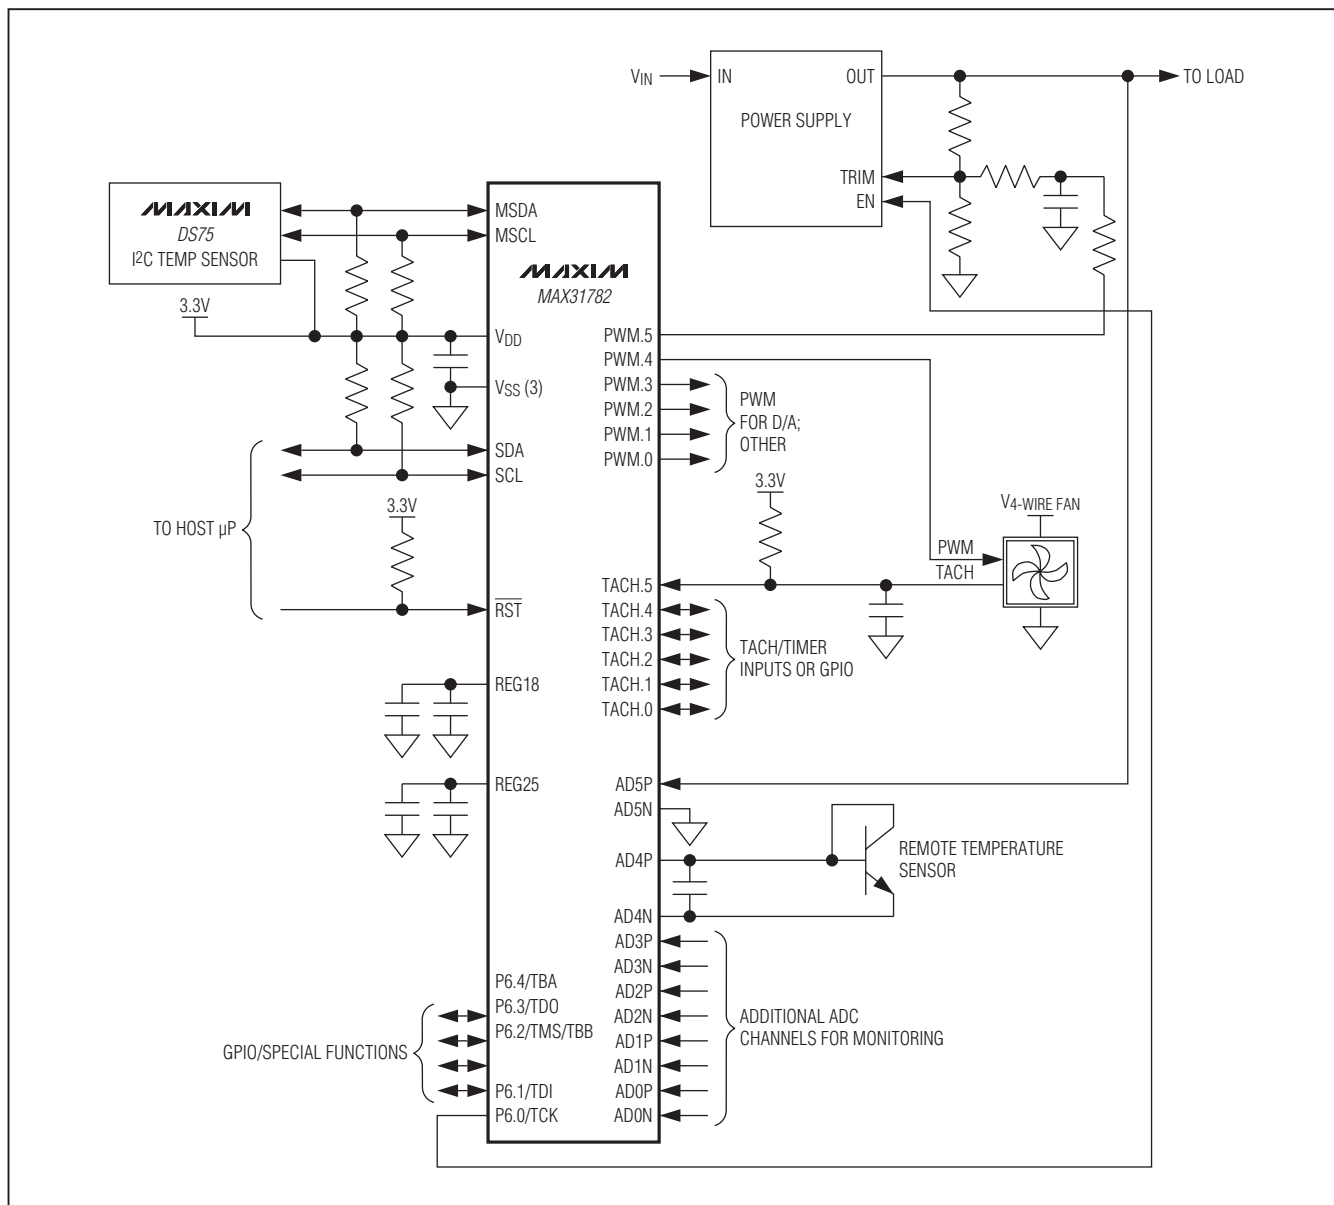 VIN
IN
OUT
TO LOAD
POWER SUPPLY
TRIM
EN
MAXIM
DS75
I2C TEMP SENSOR
3.3V
MSDA
MSCL
MAXIM
MAX31782
VDD
VSS (3)
SDA
SCL
TO HOST µP
3.3V
RST
REG18
REG25
P6.4/TBA
P6.3/TDO
P6.2/TMS/TBB
GPIO/SPECIAL FUNCTIONS
P6.1/TDI
P6.0/TCK
PWM.5
PWM.4
PWM.3
PWM.2
PWM.1
PWM.0
PWM
FOR D/A;
OTHER
3.3V
V4-WIRE FAN
PWM
TACH
TACH.5
TACH.4
TACH.3
TACH.2
TACH.1
TACH.0
TACH/TIMER
INPUTS OR GPIO
AD5P
AD5N
AD4P
AD4N
REMOTE TEMPERATURE
SENSOR
AD3P
AD3N
AD2P
AD2N
AD1P
AD1N
AD0P
AD0N
ADDITIONAL ADC
CHANNELS FOR MONITORING